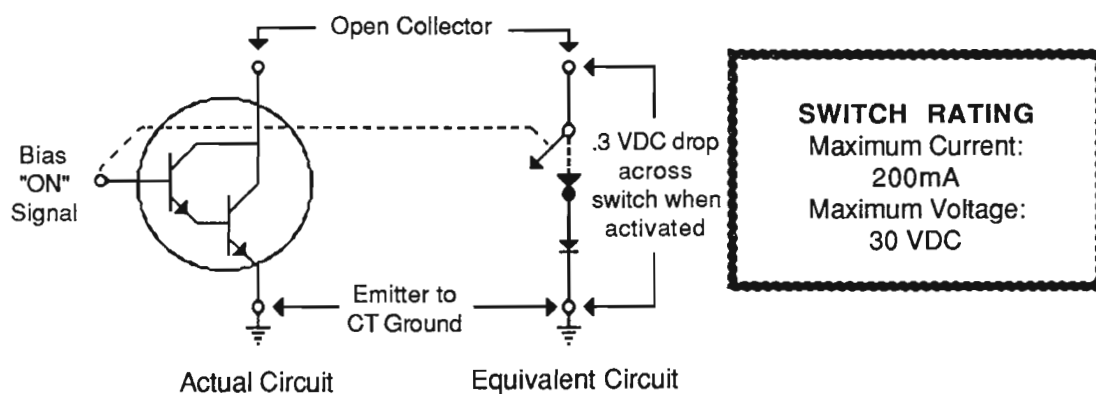 Open Collector
Bias
"ON"
Signal
.3 VDC drop
across
switch when
activated
Emitter to
CT Ground
Actual Circuit
Equivalent Circuit
SWITCH RATING
Maximum Current:
200mA
Maximum Voltage:
30 VDC